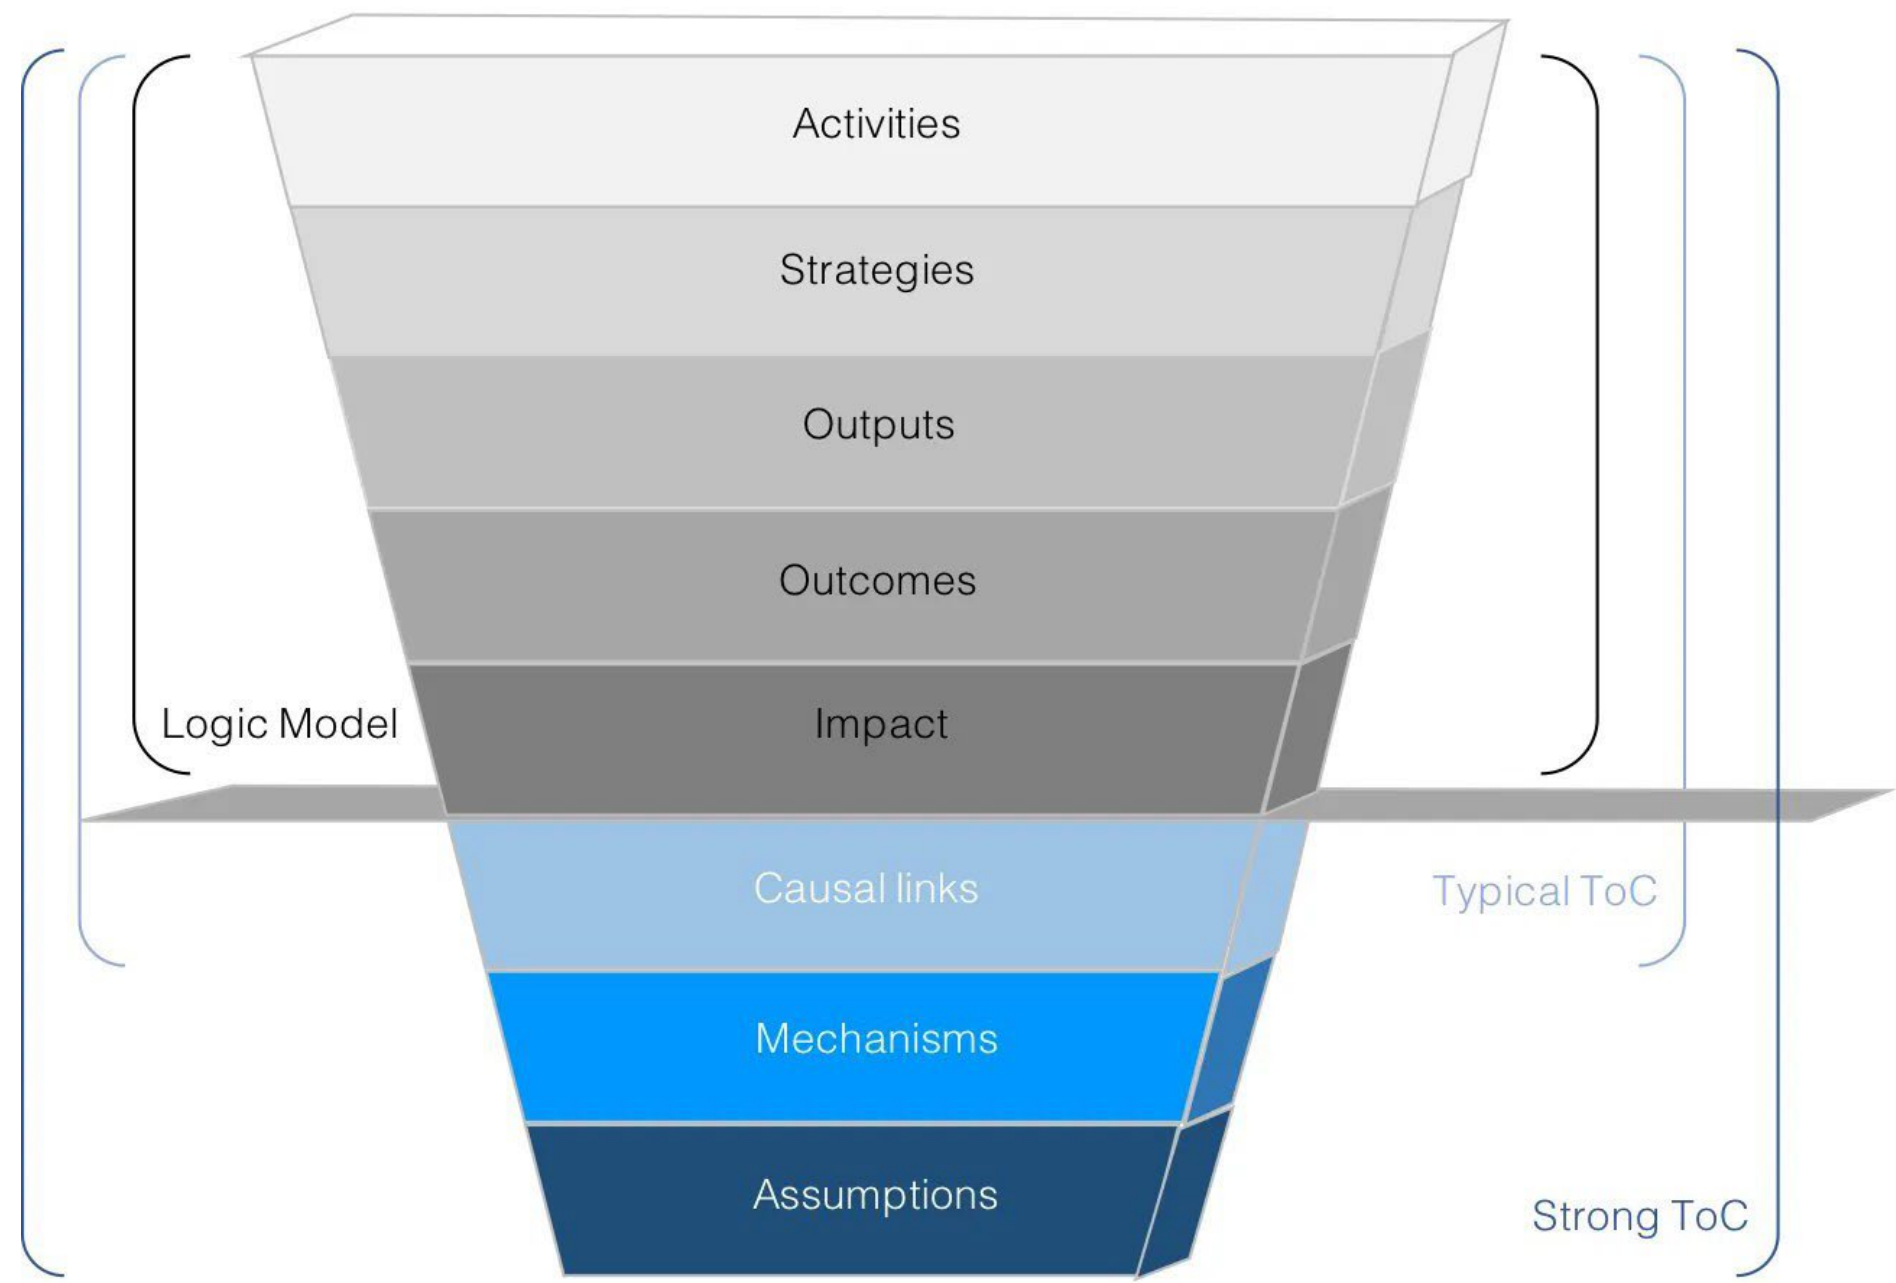 Activities
Strategies
Outputs
Outcomes
Logic Model
Impact
Causal links
Typical ToC
Mechanisms
Assumptions
Strong ToC